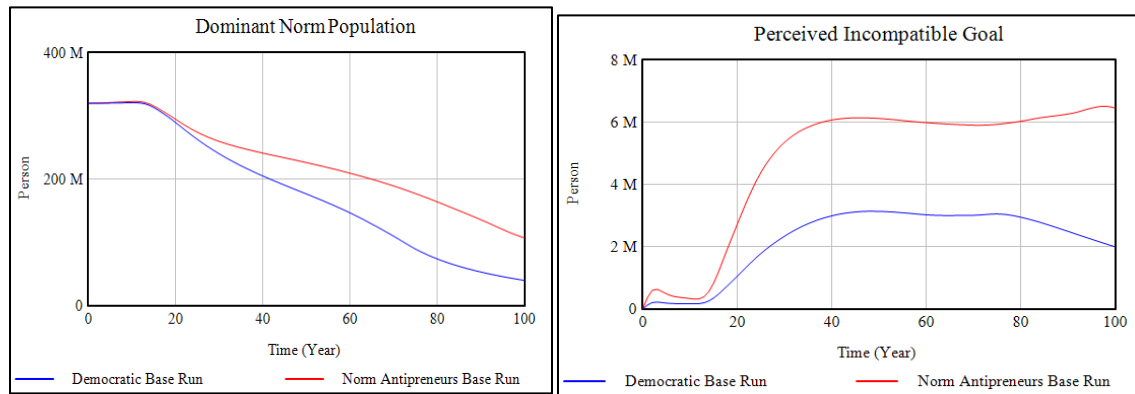 Dominant Norm Population
400 M
200 M
0
Person
0 20 40 60 80 100
Time (Year)
Democratic Base Run Norm Antipreneurs Base Run
Perceived Incompatible Goal
8 M
6 M
4 M
2 M
0
Person
0 20 40 60 80 100
Time (Year)
Democratic Base Run Norm Antipreneurs Base Run